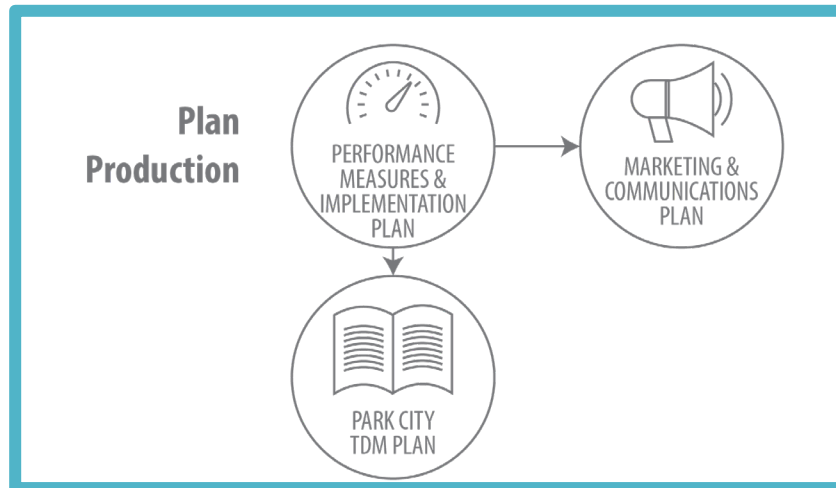 Plan
Production
PERFORMANCE
MEASURES &
IMPLEMENTATION
PLAN
MARKETING &
COMMUNICATIONS
PLAN
PARK CITY
TDM PLAN